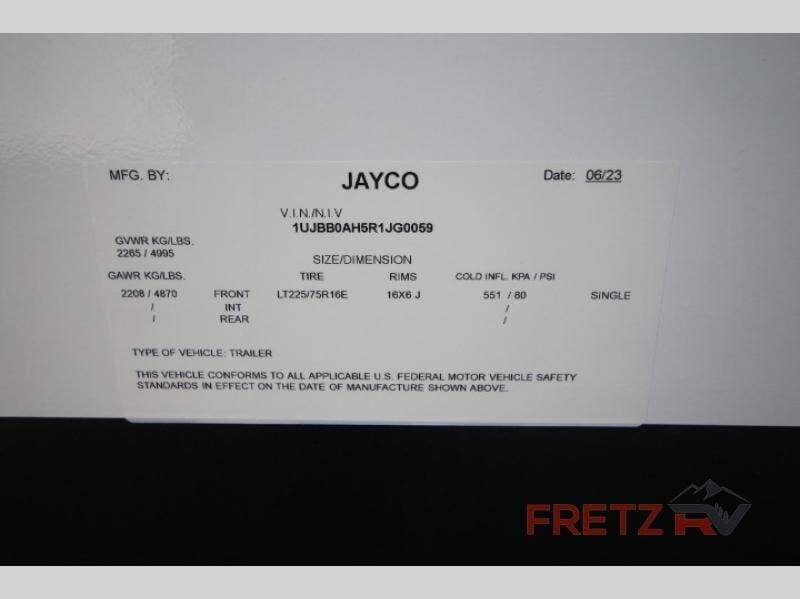 MFG. BY: JAYCO Date: 06/23
V.I.N./N.I.V
1UJBB0AH5R1JG0059
GVWR KG/LBS.
2265 / 4995
SIZE/DIMENSION
GAWR KG/LBS. TIRE RIMS COLD INFL. KPA / PSI
2208 / 4870 FRONT LT225/75R16E 16X6 J 551 / 80 SINGLE
/ INT /
/ REAR /
TYPE OF VEHICLE: TRAILER
THIS VEHICLE CONFORMS TO ALL APPLICABLE U.S. FEDERAL MOTOR VEHICLE SAFETY
STANDARDS IN EFFECT ON THE DATE OF MANUFACTURE SHOWN ABOVE.
FRETZ RV